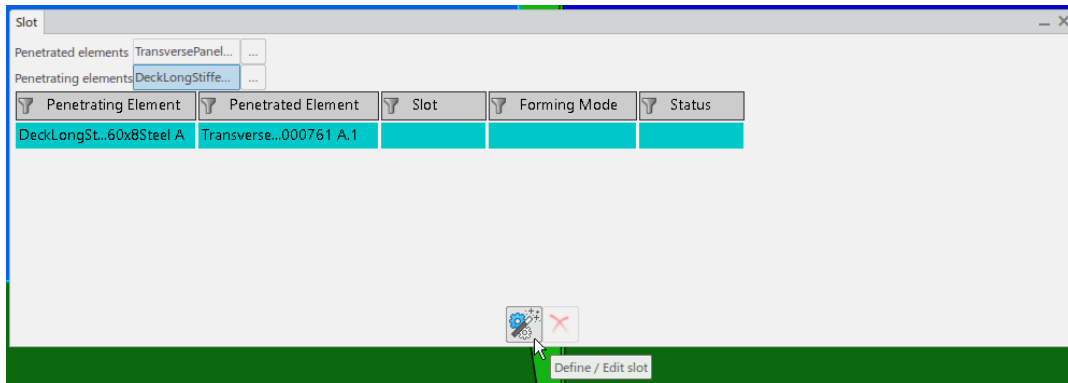 Slot
Penetrated elements TransversePanel... ...
Penetrating elements DeckLongStiffe... ...
Penetrating Element Penetrated Element Slot Forming Mode Status
DeckLongSt...60x8Steel A Transverse...000761 A.1
Define / Edit slot